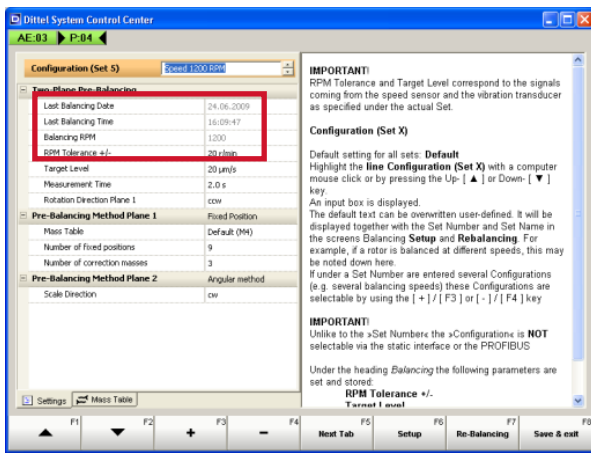 Dittel System Control Center
AE:03 P:04
Configuration (Set 5) Speed 1200 RPM
Two-Plane Pre-Balancing
Last Balancing Date 24.06.2009
Last Balancing Time 16:09:47
Balancing RPM 1200
RPM Tolerance +/- 20 r/min
Target Level 20 µm/s
Measurement Time 2.0 s
Rotation Direction Plane 1 ccw
Pre-Balancing Method Plane 1 Fixed Position
Mass Table Default (M4)
Number of fixed positions 9
Number of correction masses 3
Pre-Balancing Method Plane 2 Angular method
Scale Direction cw
Settings Mass Table
IMPORTANT!
RPM Tolerance and Target Level correspond to the signals
coming from the speed sensor and the vibration transducer
as specified under the actual Set.
Configuration (Set X)
Default setting for all sets: Default
Highlight the line Configuration (Set X) with a computer
mouse click or by pressing the Up- [ ▲ ] or Down- [ ▼ ]
key.
An input box is displayed.
The default text can be overwritten user-defined. It will be
displayed together with the Set Number and Set Name in
the screens Balancing Setup and Rebalancing. For
example, if a rotor is balanced at different speeds, this may
be noted down here.
If under a Set Number are entered several Configurations
(e.g. several balancing speeds) these Configurations are
selectable by using the [ + ] / [ F3 ] or [ - ] / [ F4 ] key
IMPORTANT!
Unlike to the »Set Number« the »Configuration« is NOT
selectable via the static interface or the PROFIBUS
Under the heading Balancing the following parameters are
set and stored:
RPM Tolerance +/-
Target Level
F1 F2 F3 F4 F5 F6 F7 F8
+ - Next Tab Setup Re-Balancing Save & exit